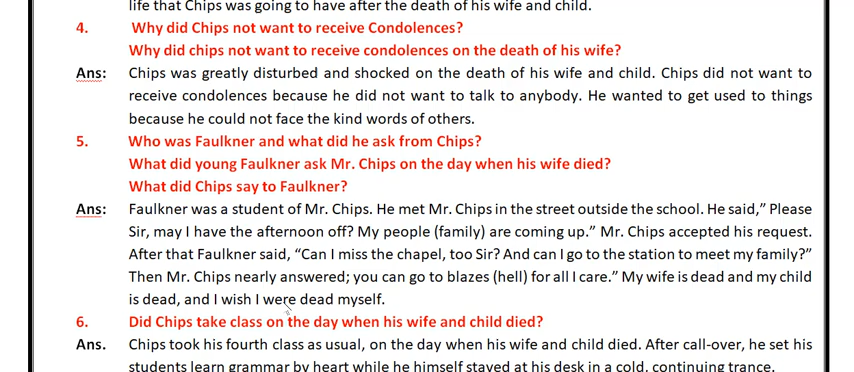 life that Chips was going to have after the death of his wife and child.
4. Why did Chips not want to receive Condolences?
Why did chips not want to receive condolences on the death of his wife?
Ans: Chips was greatly disturbed and shocked on the death of his wife and child. Chips did not want to
receive condolences because he did not want to talk to anybody. He wanted to get used to things
because he could not face the kind words of others.
5. Who was Faulkner and what did he ask from Chips?
What did young Faulkner ask Mr. Chips on the day when his wife died?
What did Chips say to Faulkner?
Ans: Faulkner was a student of Mr. Chips. He met Mr. Chips in the street outside the school. He said,” Please
Sir, may I have the afternoon off? My people (family) are coming up.” Mr. Chips accepted his request.
After that Faulkner said, “Can I miss the chapel, too Sir? And can I go to the station to meet my family?”
Then Mr. Chips nearly answered; you can go to blazes (hell) for all I care.” My wife is dead and my child
is dead, and I wish I were dead myself.
6. Did Chips take class on the day when his wife and child died?
Ans. Chips took his fourth class as usual, on the day when his wife and child died. After call-over, he set his
students learn grammar by heart while he himself stayed at his desk in a cold, continuing trance.